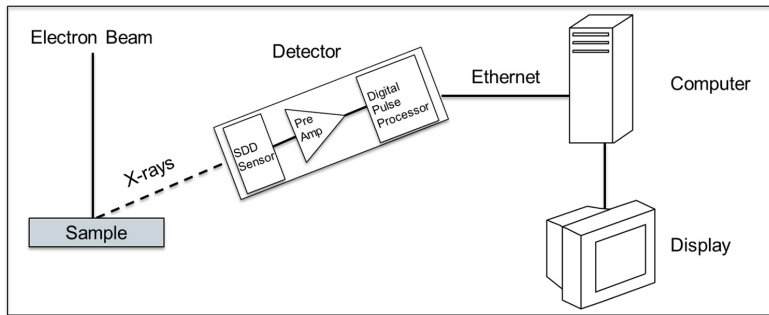 Electron Beam
Detector
Ethernet
Computer
Digital
Pulse
Processor
Pre
Amp
SDD
Sensor
X-rays
Sample
Display